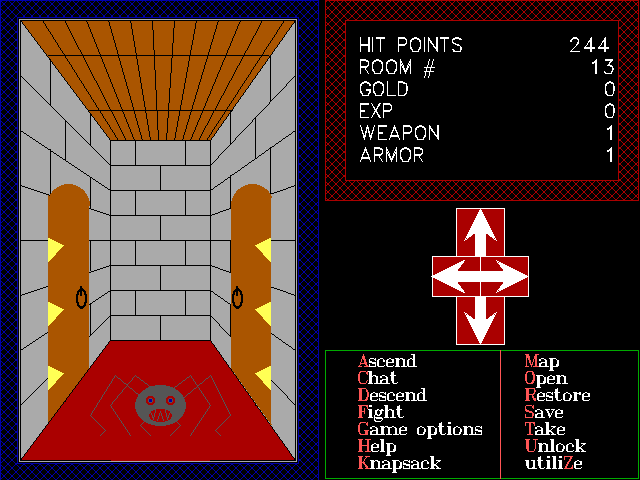 HIT POINTS 244
ROOM # 13
GOLD 0
EXP 0
WEAPON 1
ARMOR 1
Ascend
Chat
Descend
Fight
Game options
Help
Knapsack
Map
Open
Restore
Save
Take
Unlock
utiliZe